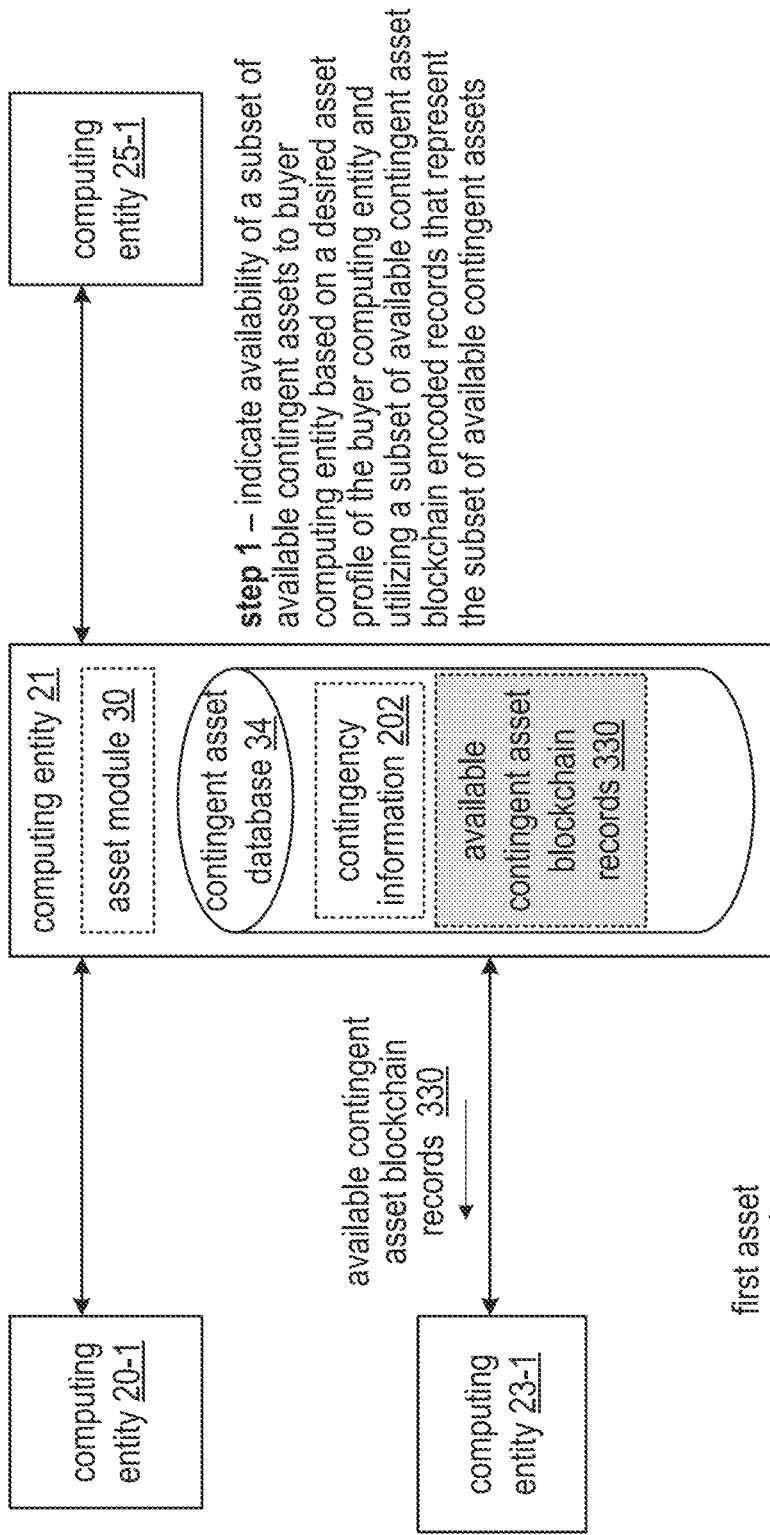 computing
entity 20-1
computing entity 21
asset module 30
contingent asset
database 34
contingency
information 202
available
contingent asset
blockchain
records 330
computing
entity 25-1
available contingent
asset blockchain
records 330
computing
entity 23-1
step 1 – indicate availability of a subset of
available contingent assets to buyer
computing entity based on a desired asset
profile of the buyer computing entity and
utilizing a subset of available contingent asset
blockchain encoded records that represent
the subset of available contingent assets
first asset